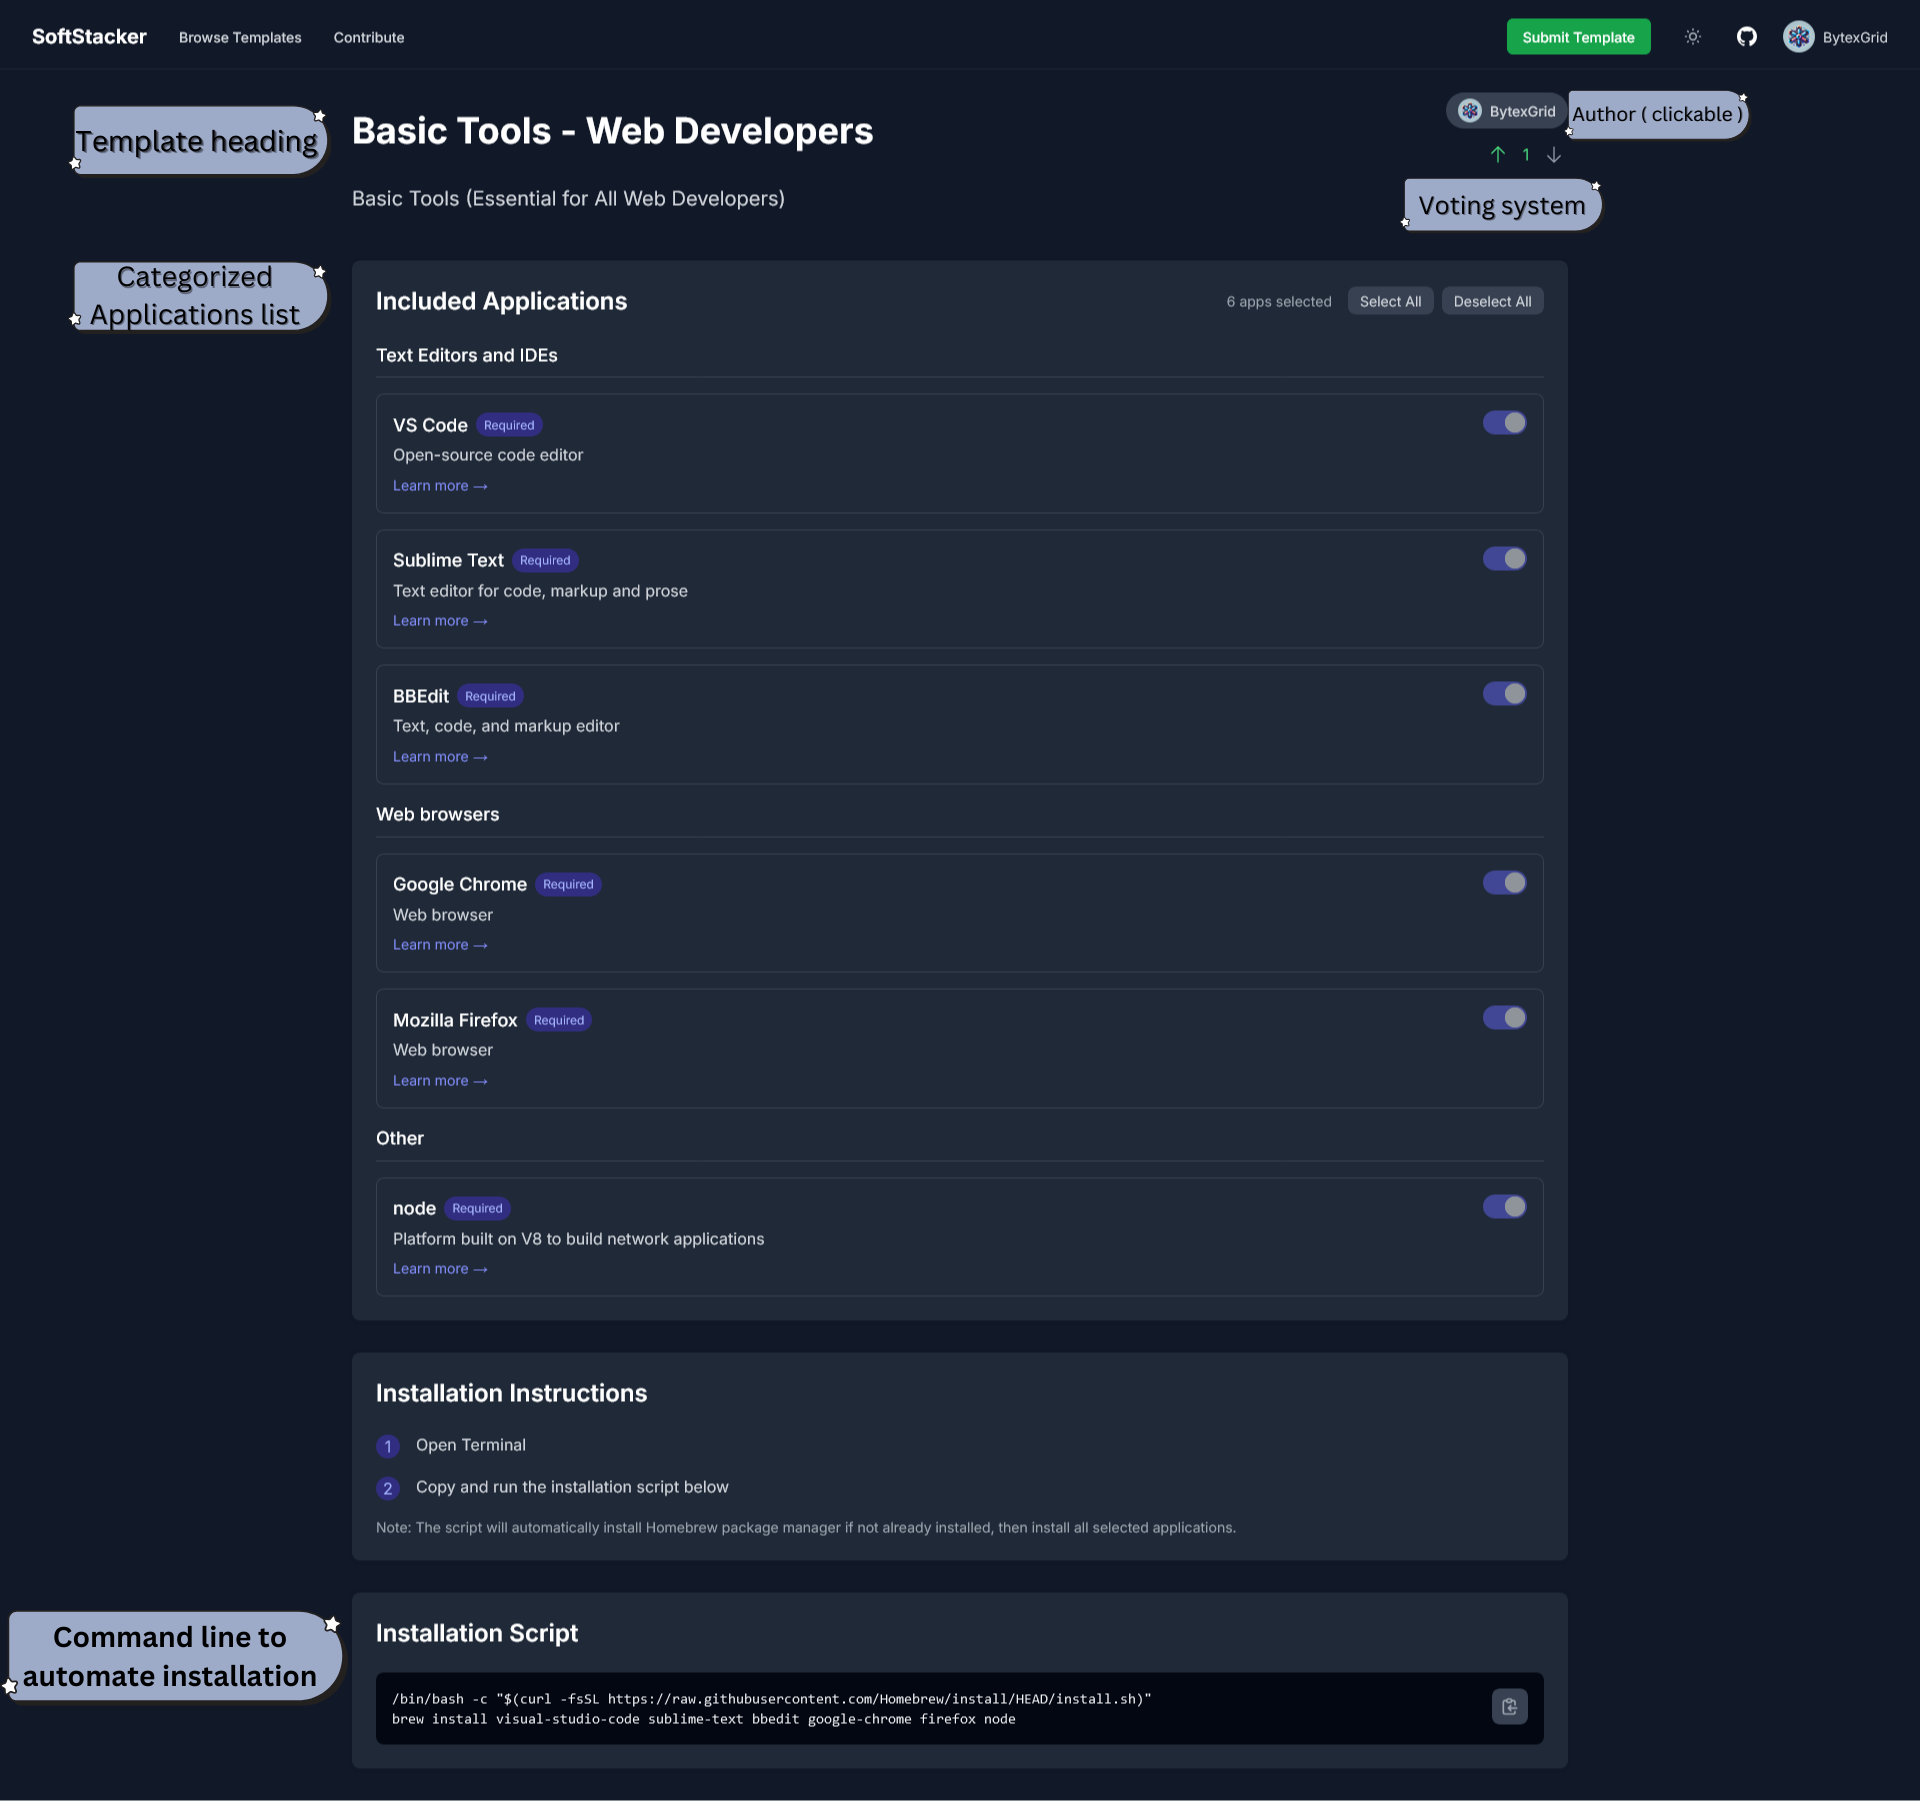 SoftStacker
Browse Templates
Contribute
Submit Template
BytexGrid
Template heading
Basic Tools - Web Developers
BytexGrid
Author ( clickable )
1
Basic Tools (Essential for All Web Developers)
Voting system
Categorized
Applications list
Included Applications
6 apps selected
Select All
Deselect All
Text Editors and IDEs
VS Code
Required
Open-source code editor
Learn more →
Sublime Text
Required
Text editor for code, markup and prose
Learn more →
BBEdit
Required
Text, code, and markup editor
Learn more →
Web browsers
Google Chrome
Required
Web browser
Learn more →
Mozilla Firefox
Required
Web browser
Learn more →
Other
node
Required
Platform built on V8 to build network applications
Learn more →
Installation Instructions
1 Open Terminal
2 Copy and run the installation script below
Note: The script will automatically install Homebrew package manager if not already installed, then install all selected applications.
Command line to
automate installation
Installation Script
/bin/bash -c "$(curl -fsSL https://raw.githubusercontent.com/Homebrew/install/HEAD/install.sh)"
brew install visual-studio-code sublime-text bbedit google-chrome firefox node